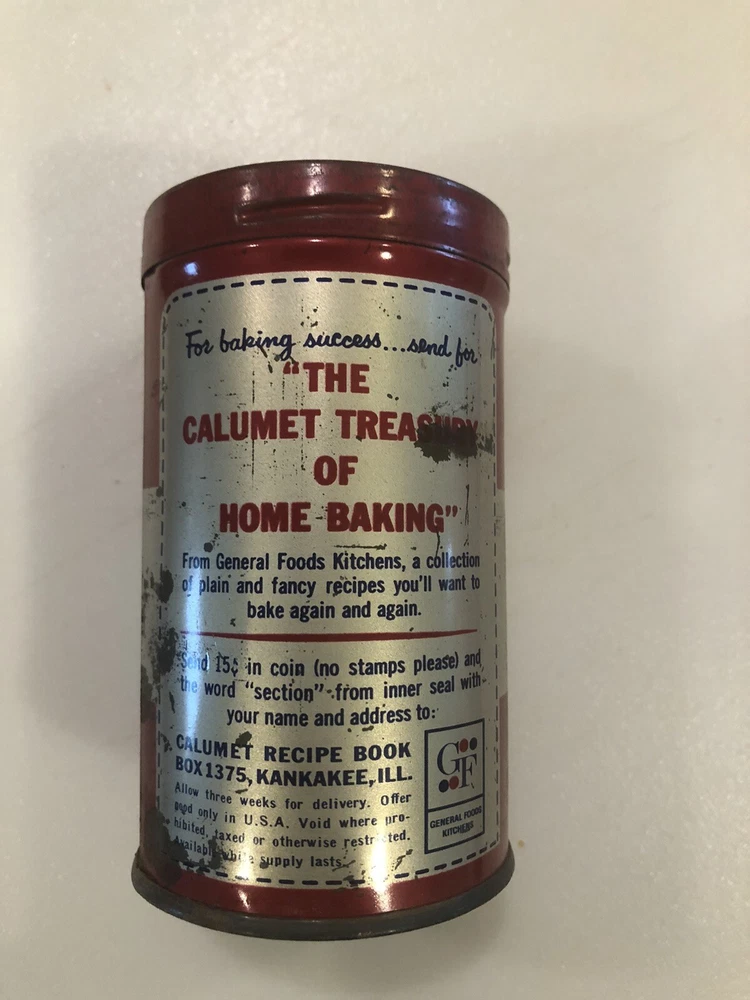 For baking success...send for
"THE
CALUMET TREASURY
OF
HOME BAKING"
From General Foods Kitchens, a collection
of plain and fancy recipes you'll want to
bake again and again.
Send 15¢ in coin (no stamps please) and
the word "section" from inner seal with
your name and address to:
CALUMET RECIPE BOOK
BOX 1375, KANKAKEE, ILL.
Allow three weeks for delivery. Offer
good only in U.S.A. Void where pro-
hibited, taxed or otherwise restricted.
Available while supply lasts.
GF
GENERAL FOODS
KITCHENS